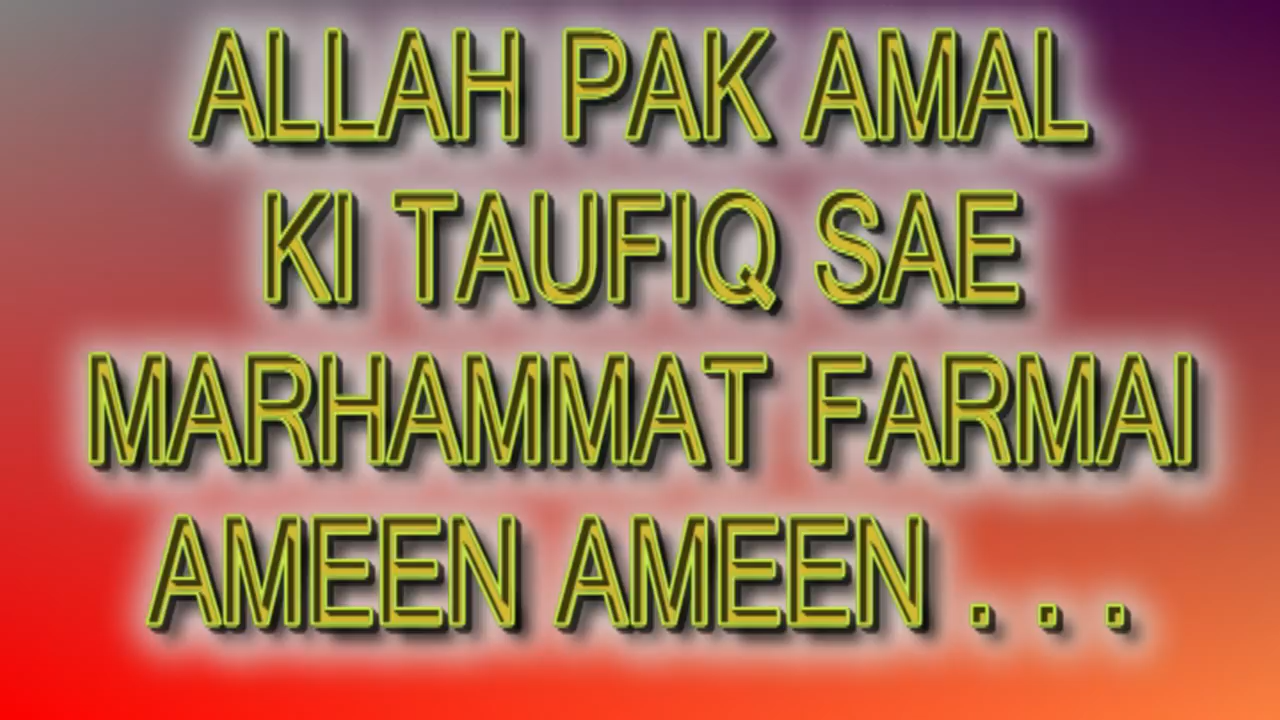 ALLAH PAK AMAL
KI TAUFIQ SAE
MARHAMMAT FARMAI
AMEEN AMEEN . . .